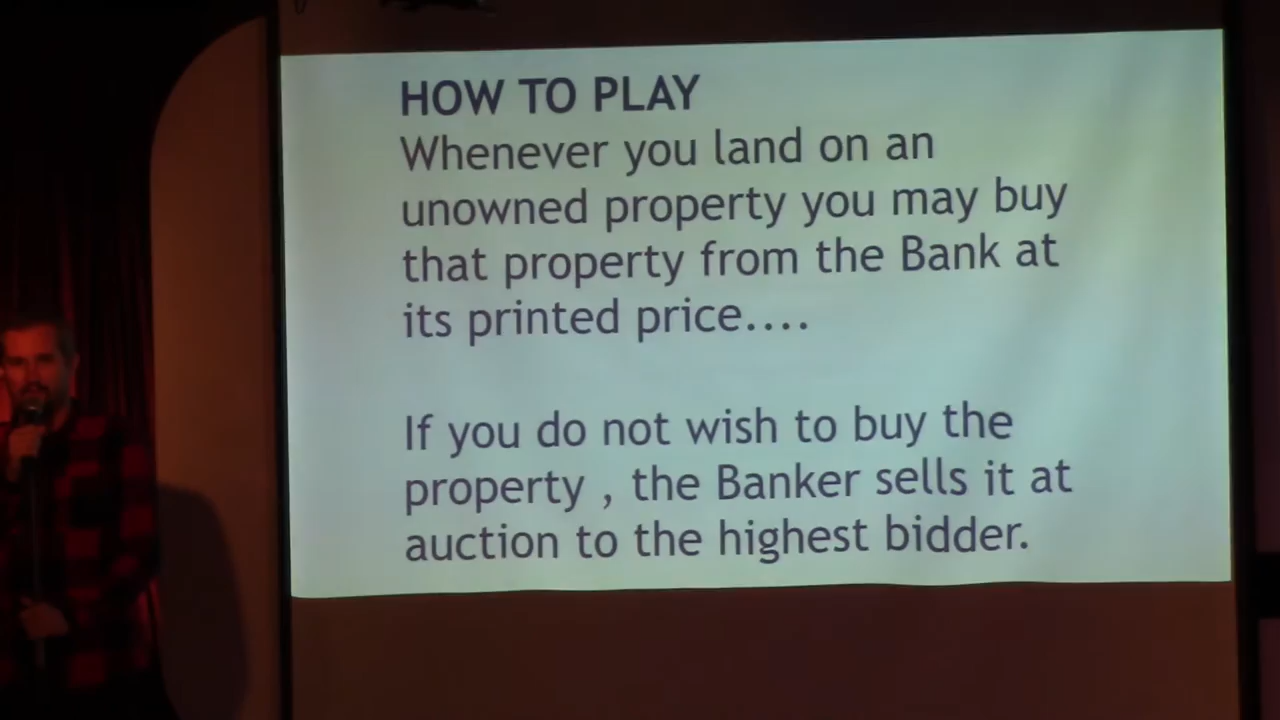 HOW TO PLAY
Whenever you land on an
unowned property you may buy
that property from the Bank at
its printed price....
If you do not wish to buy the
property , the Banker sells it at
auction to the highest bidder.